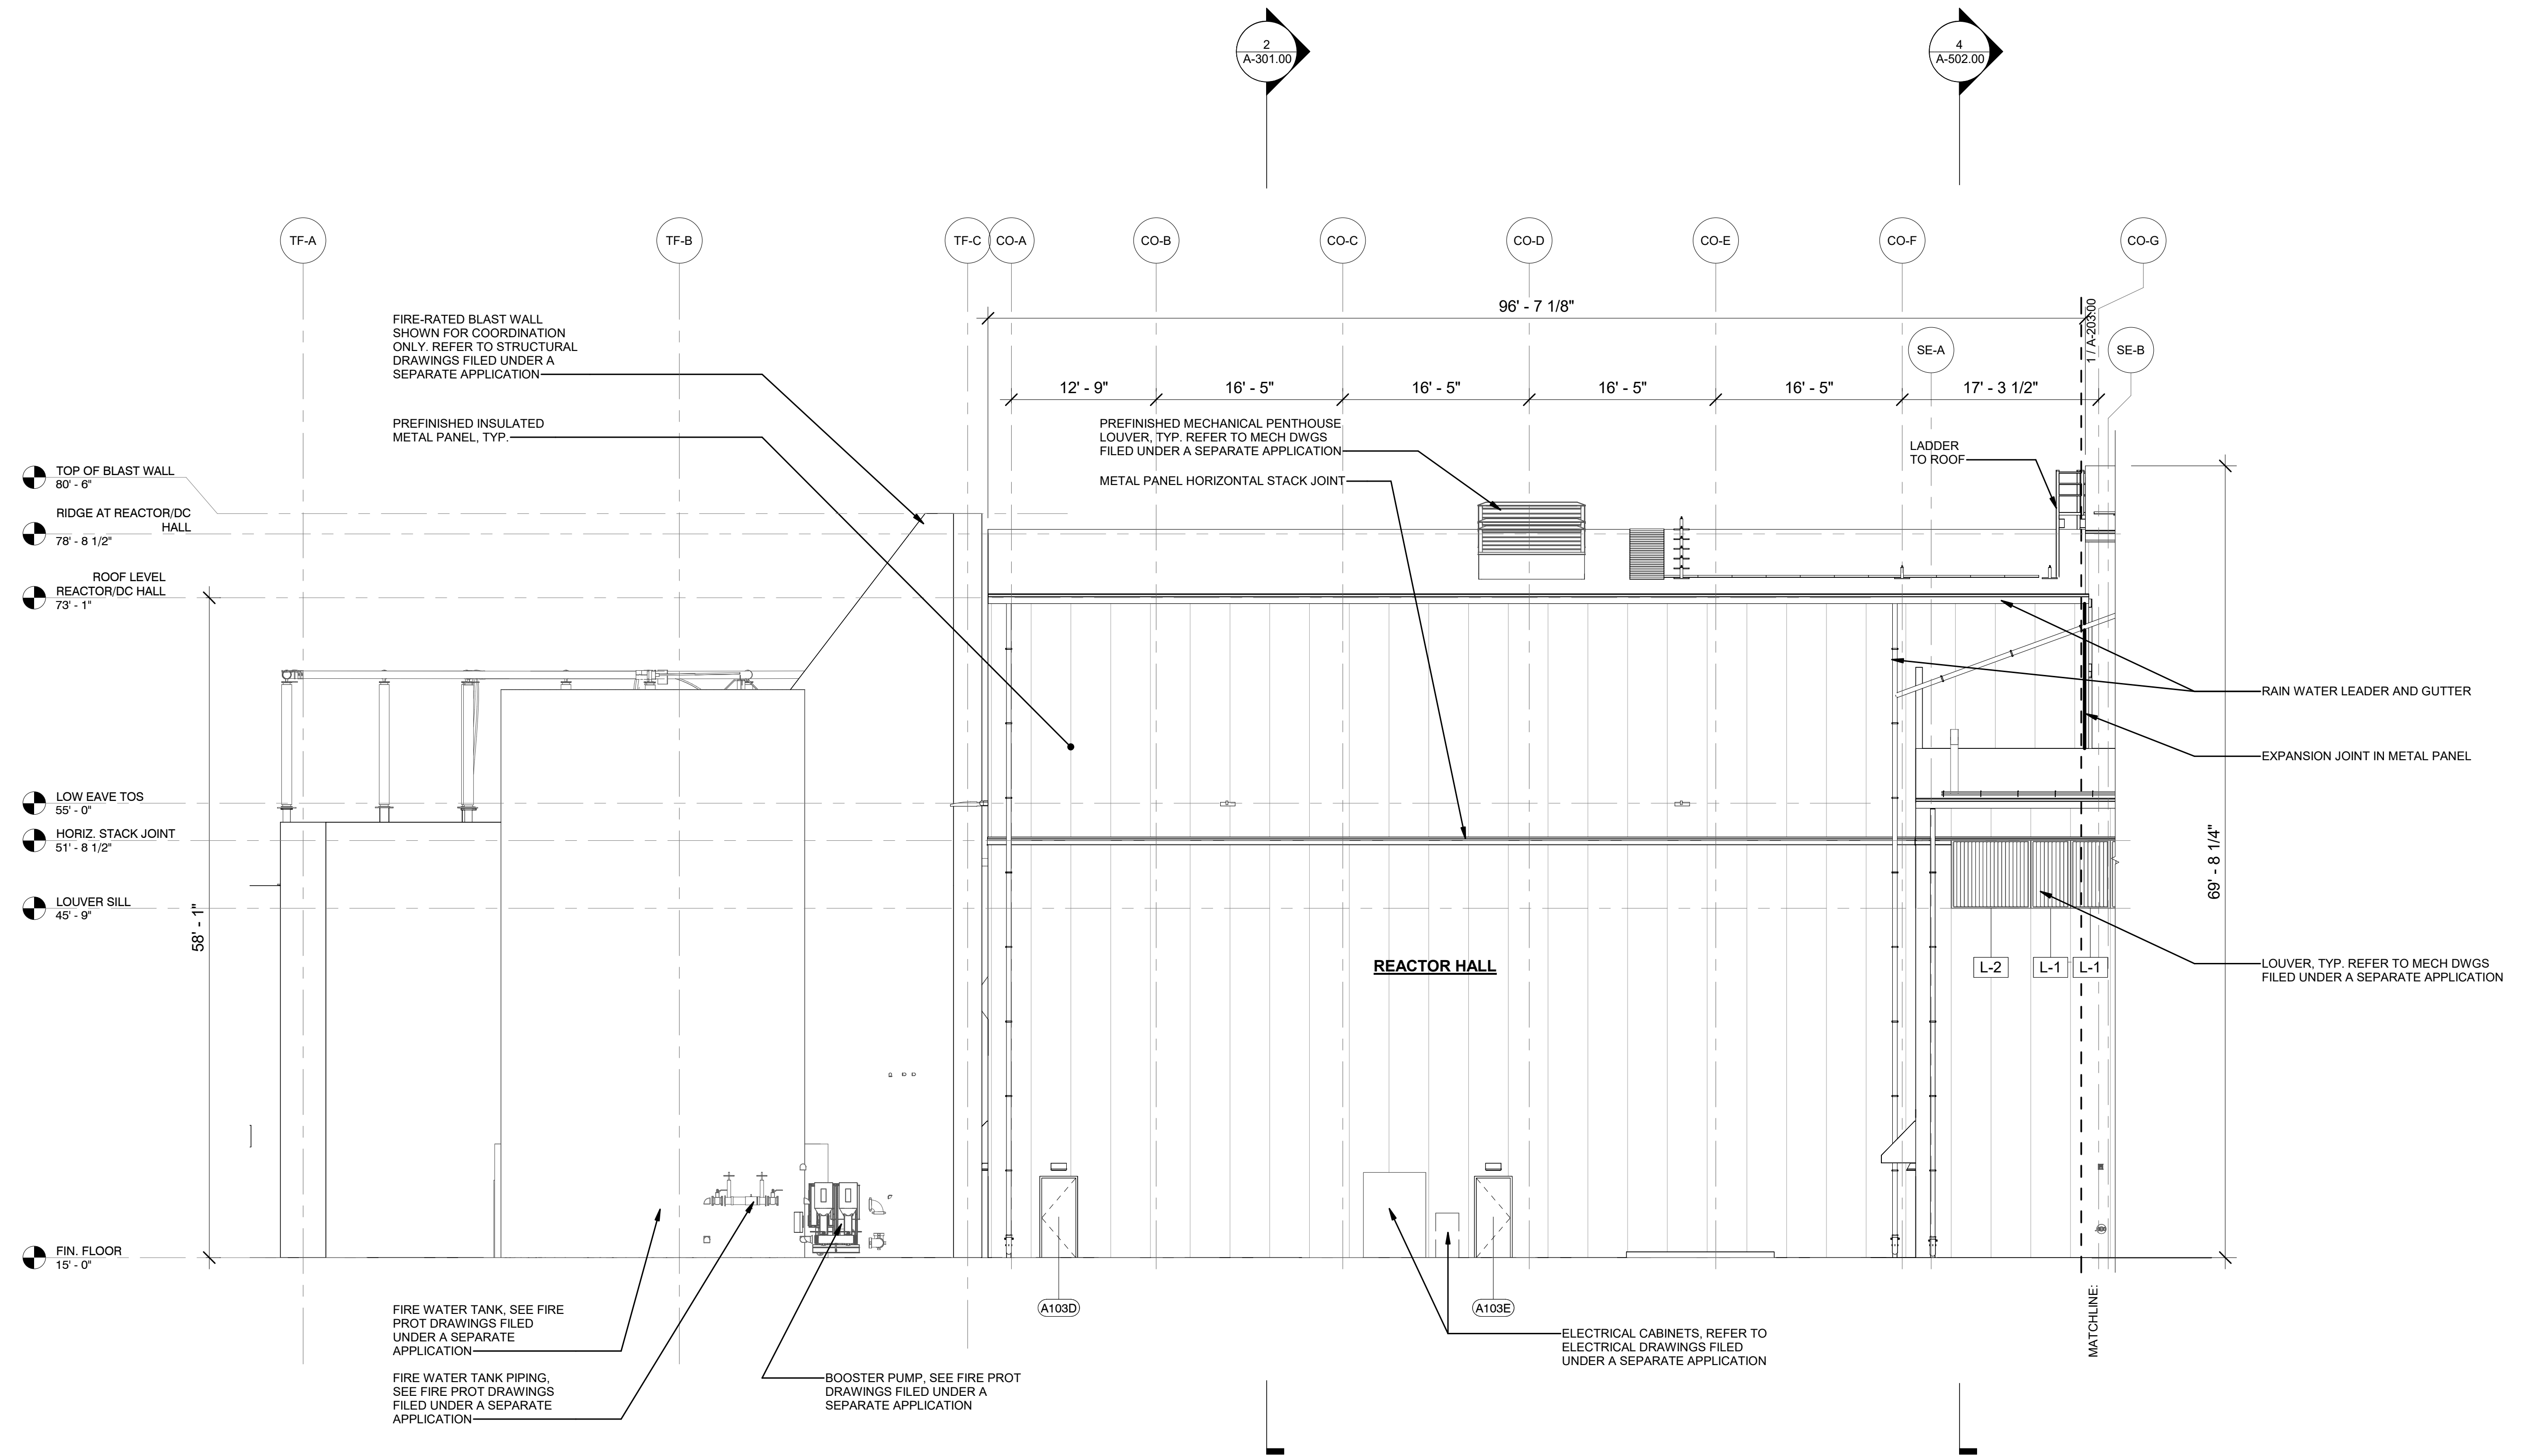 2
A-301.00
4
A-502.00
TF-A
TF-B
TF-C
CO-A
CO-B
CO-C
CO-D
CO-E
CO-F
CO-G
96' - 7 1/8"
1 / A-203.00
SE-A
SE-B
12' - 9"
16' - 5"
16' - 5"
16' - 5"
16' - 5"
17' - 3 1/2"
FIRE-RATED BLAST WALL
SHOWN FOR COORDINATION
ONLY. REFER TO STRUCTURAL
DRAWINGS FILED UNDER A
SEPARATE APPLICATION
PREFINISHED INSULATED
METAL PANEL, TYP.
PREFINISHED MECHANICAL PENTHOUSE
LOUVER, TYP. REFER TO MECH DWGS
FILED UNDER A SEPARATE APPLICATION
METAL PANEL HORIZONTAL STACK JOINT
LADDER
TO ROOF
TOP OF BLAST WALL
80' - 6"
RIDGE AT REACTOR/DC
HALL
78' - 8 1/2"
ROOF LEVEL
REACTOR/DC HALL
73' - 1"
RAIN WATER LEADER AND GUTTER
EXPANSION JOINT IN METAL PANEL
LOW EAVE TOS
55' - 0"
HORIZ. STACK JOINT
51' - 8 1/2"
LOUVER SILL
45' - 9"
58' - 1"
69' - 8 1/4"
REACTOR HALL
L-2
L-1
L-1
LOUVER, TYP. REFER TO MECH DWGS
FILED UNDER A SEPARATE APPLICATION
FIN. FLOOR
15' - 0"
A103D
A103E
MATCHLINE:
FIRE WATER TANK, SEE FIRE
PROT DRAWINGS FILED
UNDER A SEPARATE
APPLICATION
FIRE WATER TANK PIPING,
SEE FIRE PROT DRAWINGS
FILED UNDER A SEPARATE
APPLICATION
BOOSTER PUMP, SEE FIRE PROT
DRAWINGS FILED UNDER A
SEPARATE APPLICATION
ELECTRICAL CABINETS, REFER TO
ELECTRICAL DRAWINGS FILED
UNDER A SEPARATE APPLICATION